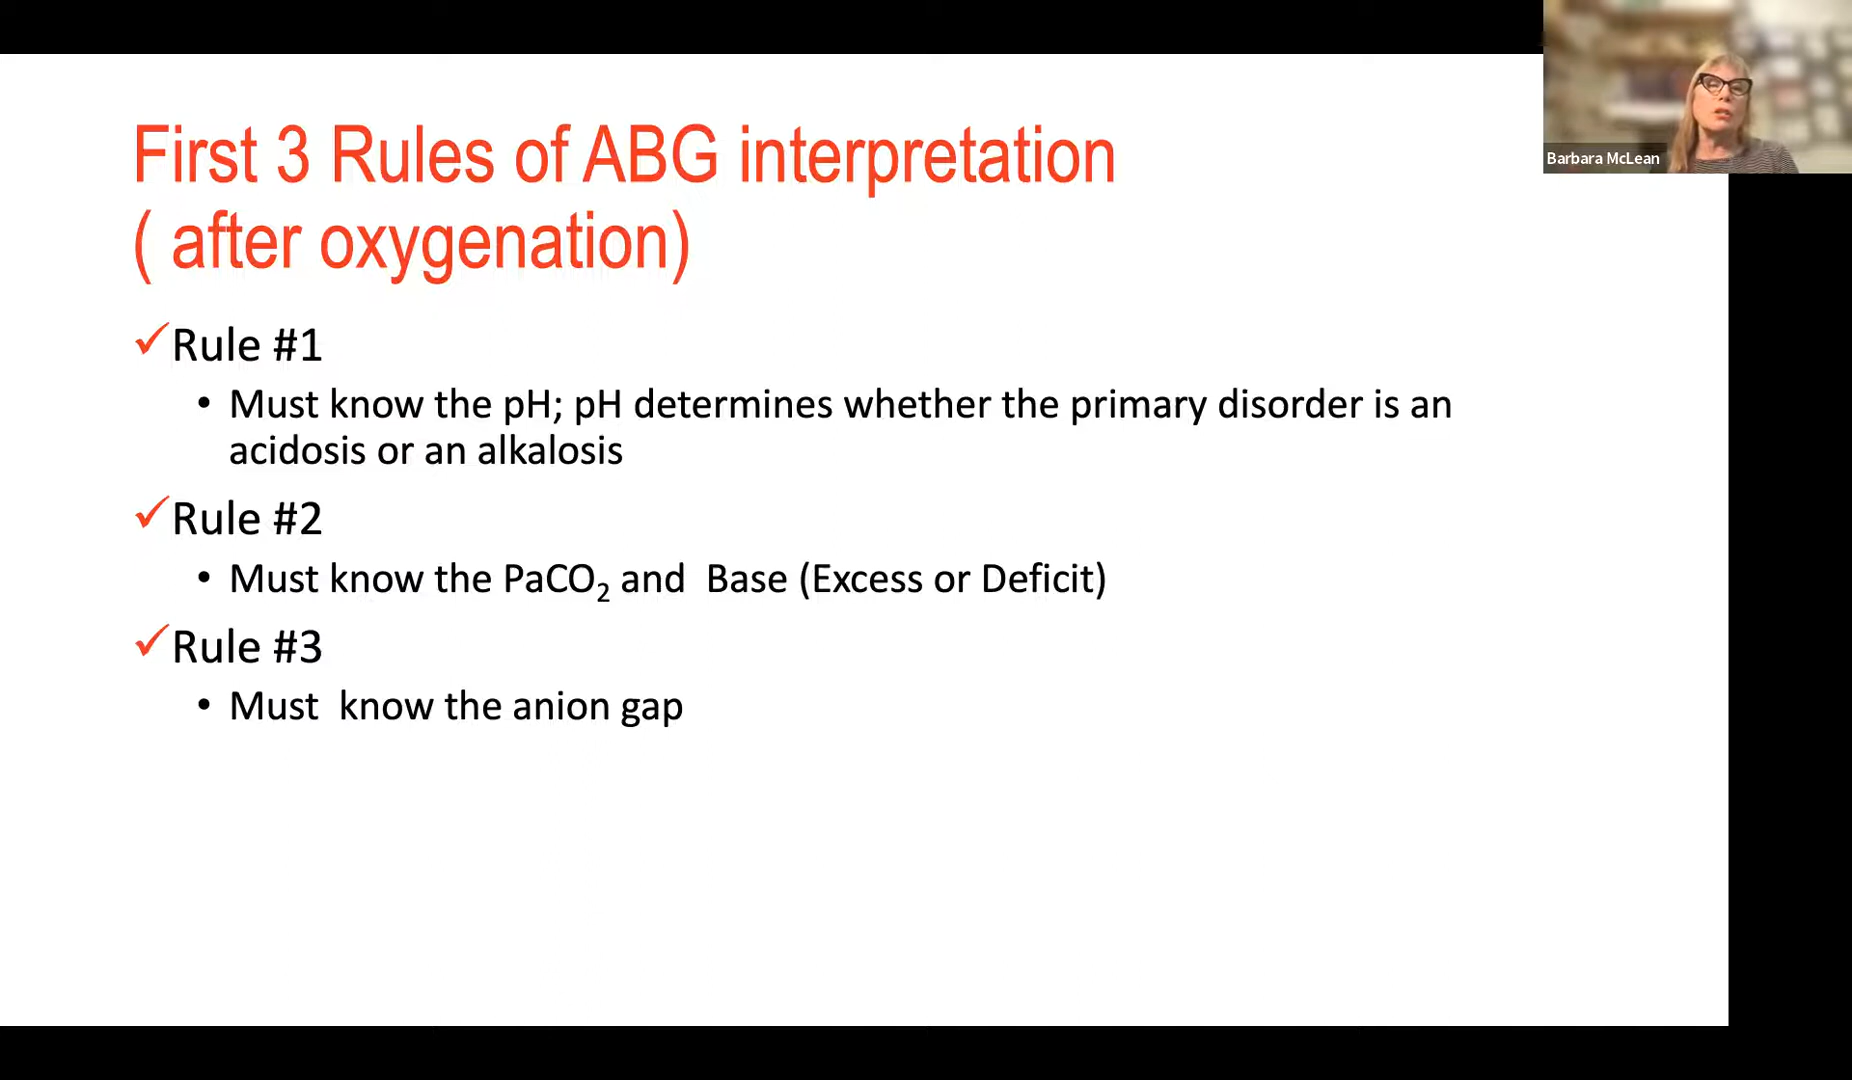 First 3 Rules of ABG interpretation
( after oxygenation)
✓Rule #1
• Must know the pH; pH determines whether the primary disorder is an
acidosis or an alkalosis
✓Rule #2
• Must know the PaCO₂ and  Base (Excess or Deficit)
✓Rule #3
• Must  know the anion gap
Barbara McLean